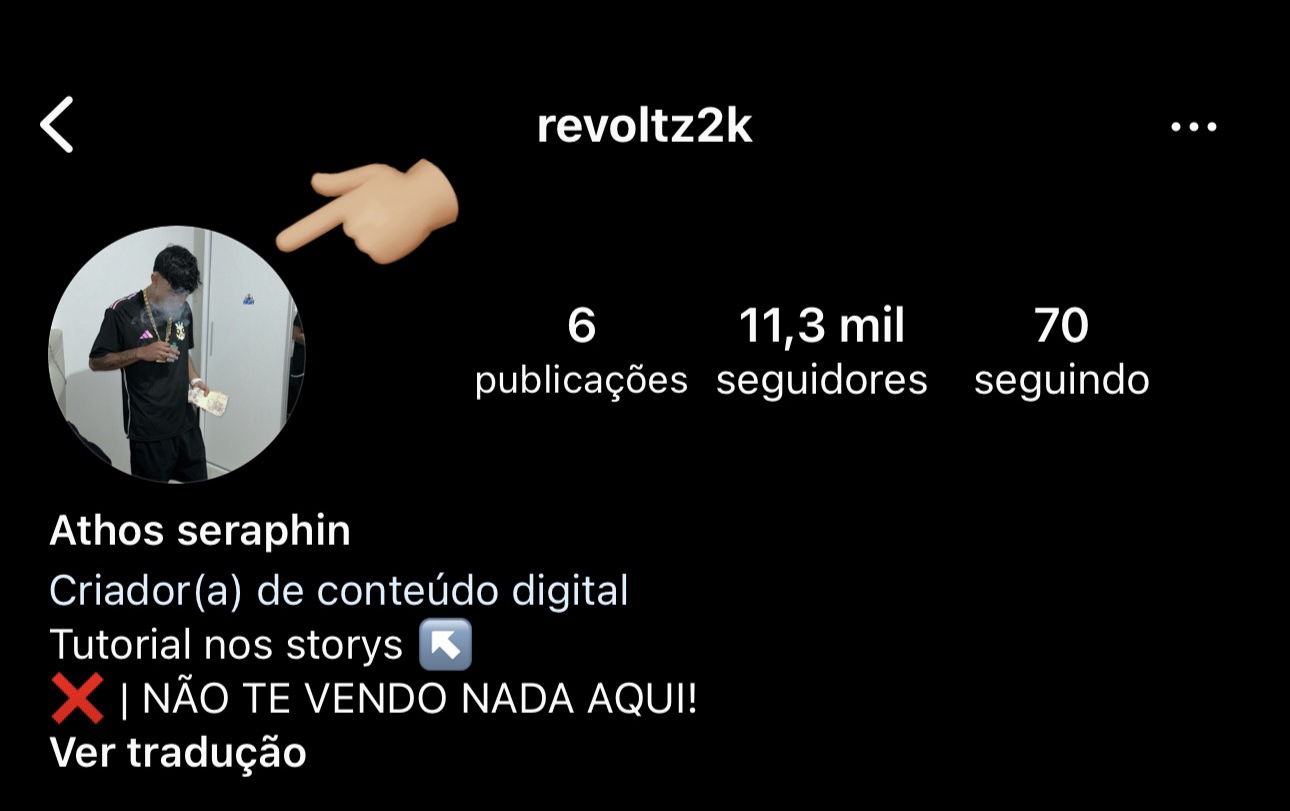 revoltz2k
6 11,3 mil 70
publicações seguidores seguindo
Athos seraphin
Criador(a) de conteúdo digital
Tutorial nos storys ↖️
❌ | NÃO TE VENDO NADA AQUI!
Ver tradução